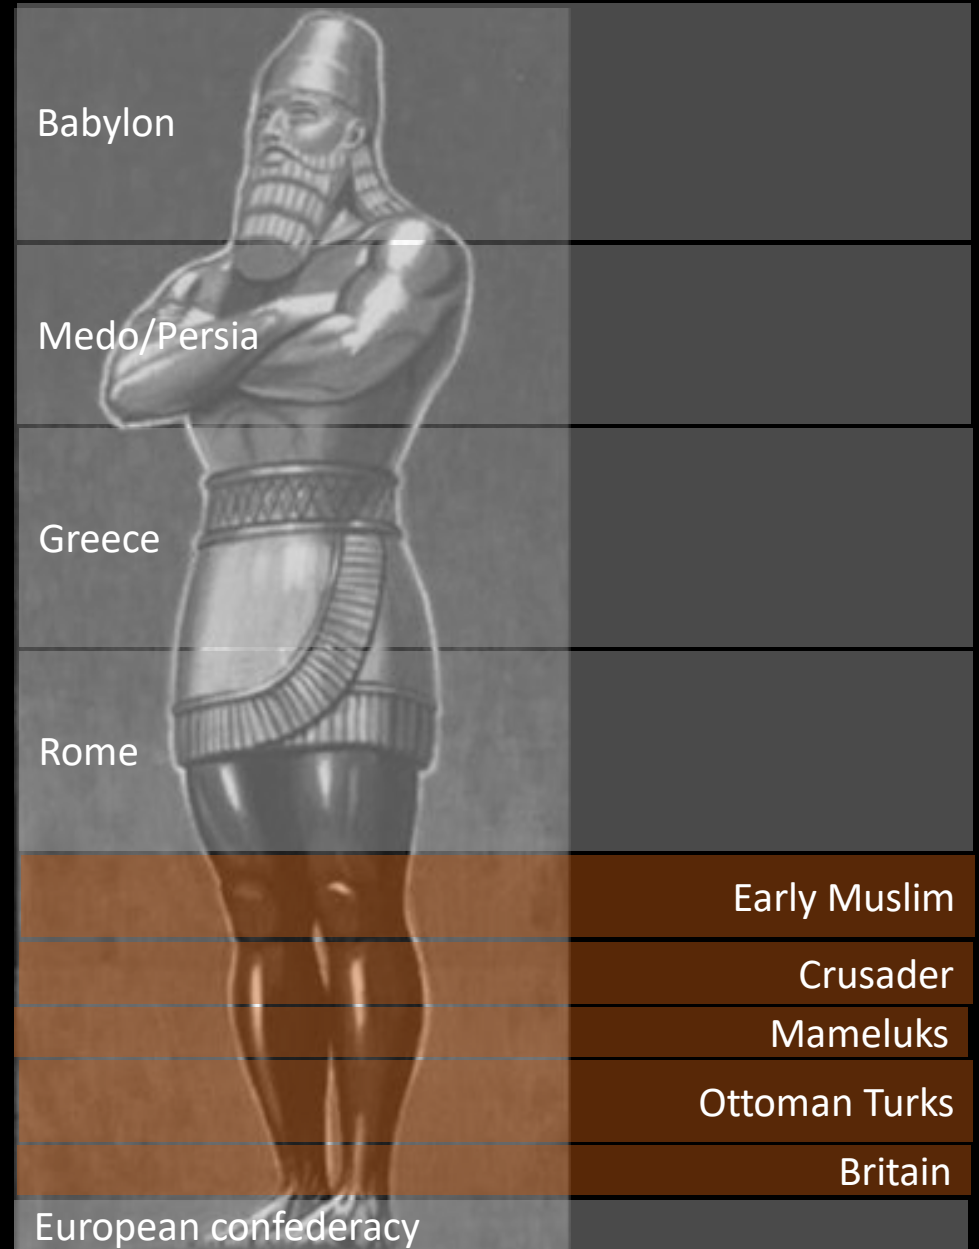 Babylon
Medo/Persia
Greece
Rome
Early Muslim
Crusader
Mameluks
Ottoman Turks
Britain
European confederacy